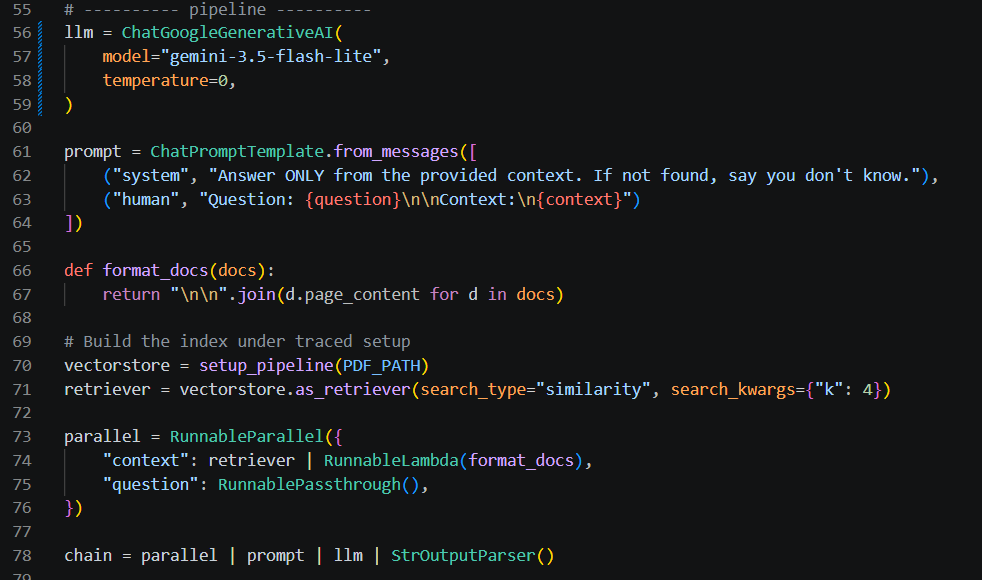 55 # ---------- pipeline ----------
56 llm = ChatGoogleGenerativeAI(
57     model="gemini-3.5-flash-lite",
58     temperature=0,
59 )
60
61 prompt = ChatPromptTemplate.from_messages([
62     ("system", "Answer ONLY from the provided context. If not found, say you don't know."),
63     ("human", "Question: {question}\n\nContext:\n{context}")
64 ])
65
66 def format_docs(docs):
67     return "\n\n".join(d.page_content for d in docs)
68
69 # Build the index under traced setup
70 vectorstore = setup_pipeline(PDF_PATH)
71 retriever = vectorstore.as_retriever(search_type="similarity", search_kwargs={"k": 4})
72
73 parallel = RunnableParallel({
74     "context": retriever | RunnableLambda(format_docs),
75     "question": RunnablePassthrough(),
76 })
77
78 chain = parallel | prompt | llm | StrOutputParser()
79